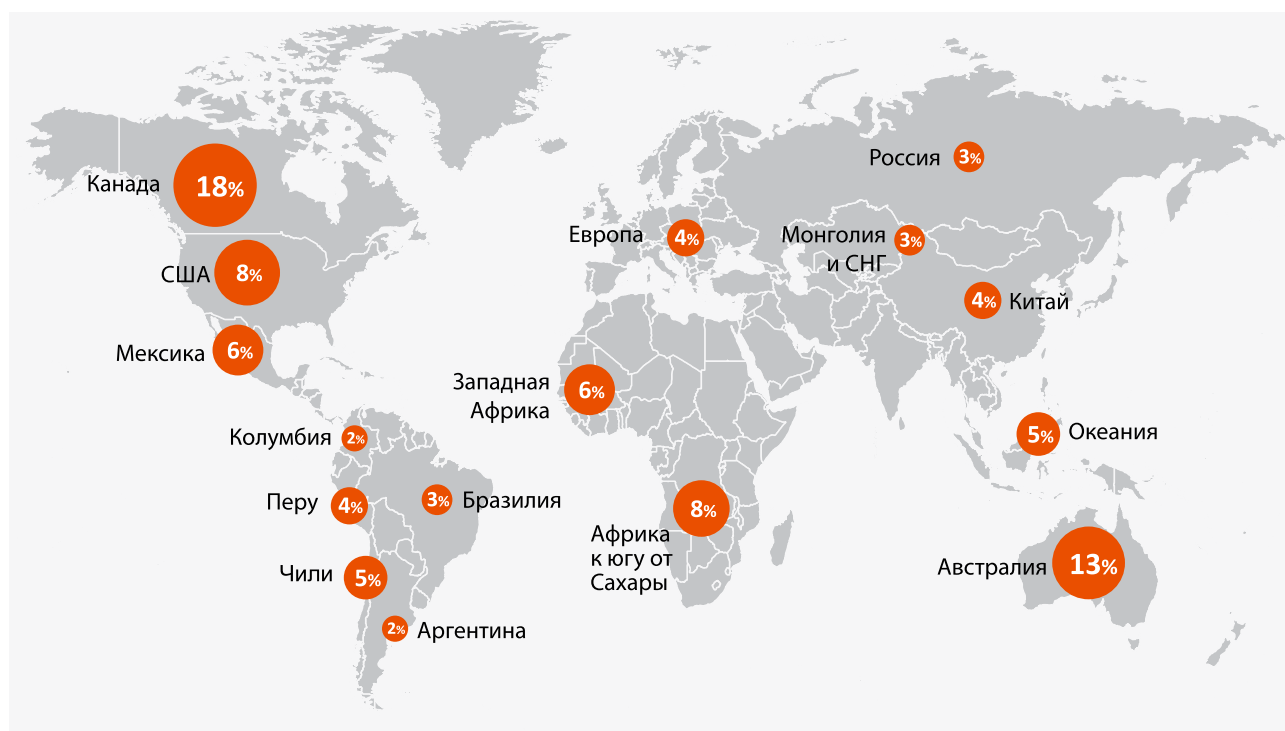 Канада 18%
США 8%
Мексика 6%
Колумбия 2%
Перу 4%
Бразилия 3%
Чили 5%
Аргентина 2%
Европа 4%
Западная
Африка
6%
Африка
к югу от
Сахары
8%
Россия 3%
Монголия
и СНГ
3%
Китай 4%
Океания 5%
Австралия 13%